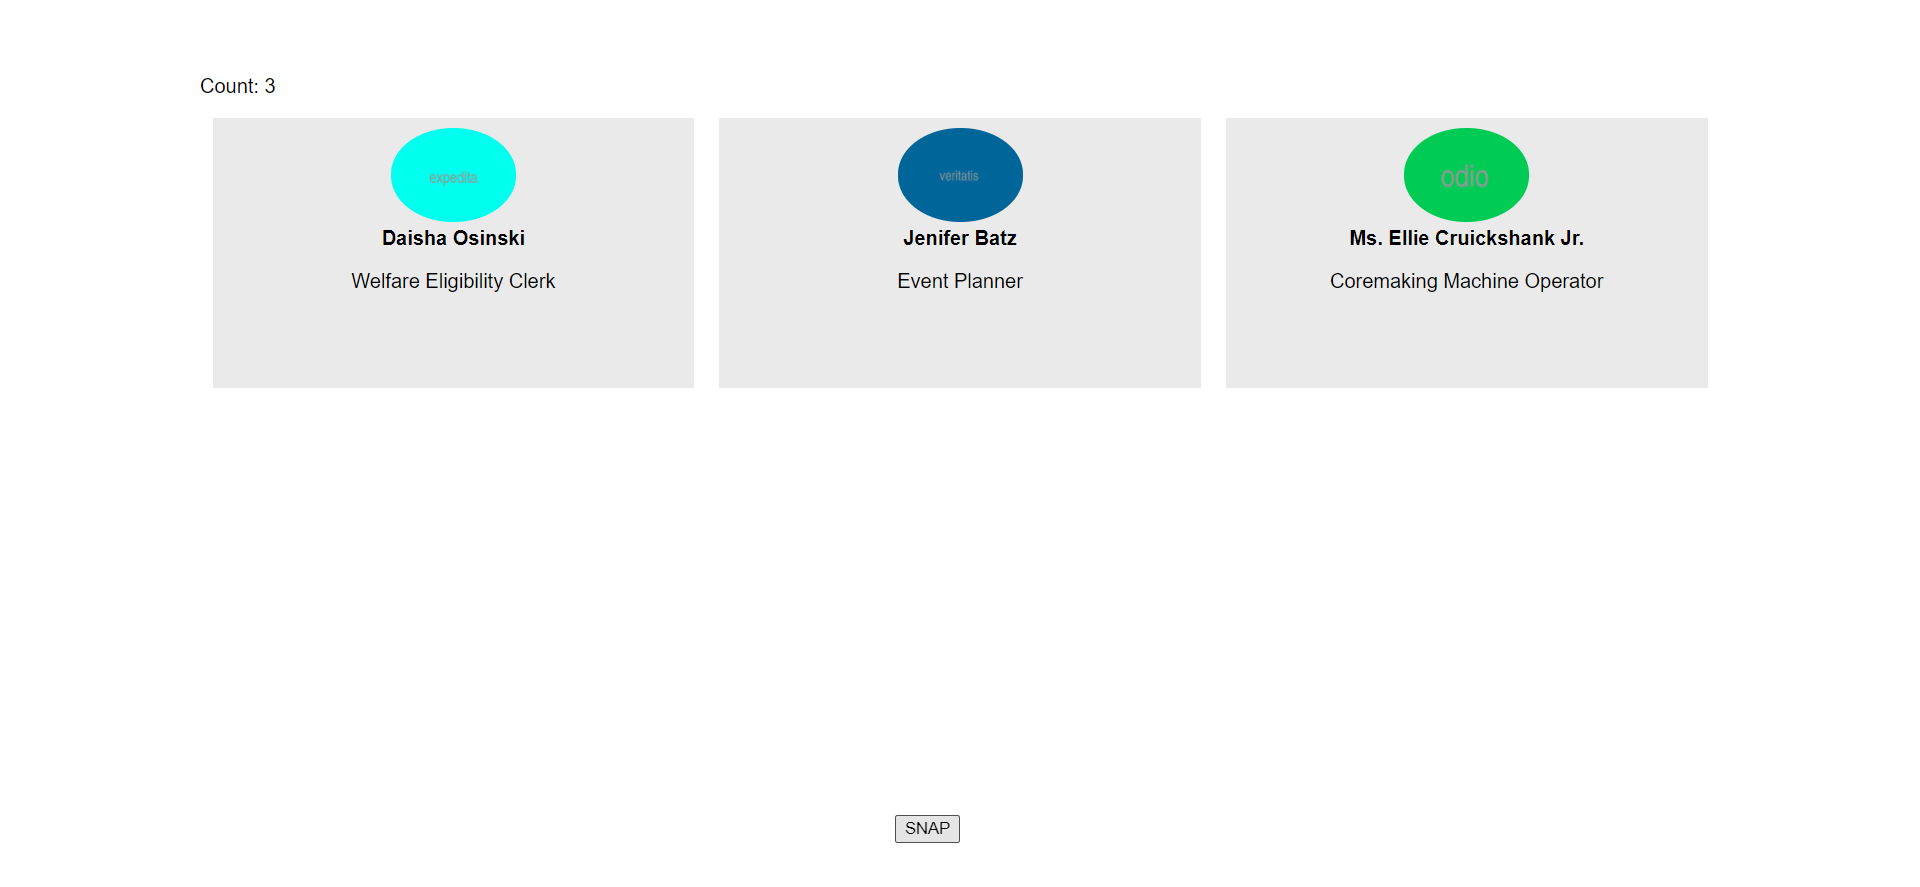 Count: 3
expedita
veritatis
odio
Daisha Osinski
Jenifer Batz
Ms. Ellie Cruickshank Jr.
Welfare Eligibility Clerk
Event Planner
Coremaking Machine Operator
SNAP